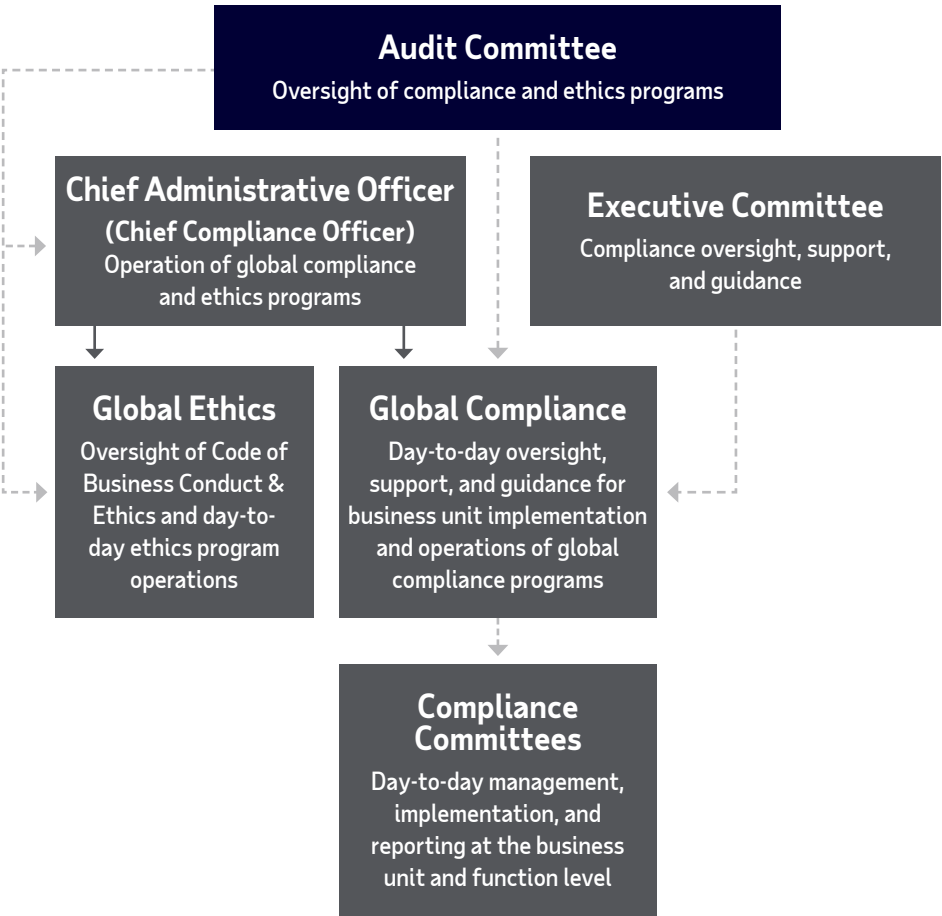 Audit Committee
Oversight of compliance and ethics programs
Chief Administrative Officer
(Chief Compliance Officer)
Operation of global compliance
and ethics programs
Executive Committee
Compliance oversight, support,
and guidance
Global Ethics
Oversight of Code of
Business Conduct &
Ethics and day-to-
day ethics program
operations
Global Compliance
Day-to-day oversight,
support, and guidance for
business unit implementation
and operations of global
compliance programs
Compliance
Committees
Day-to-day management,
implementation, and
reporting at the business
unit and function level